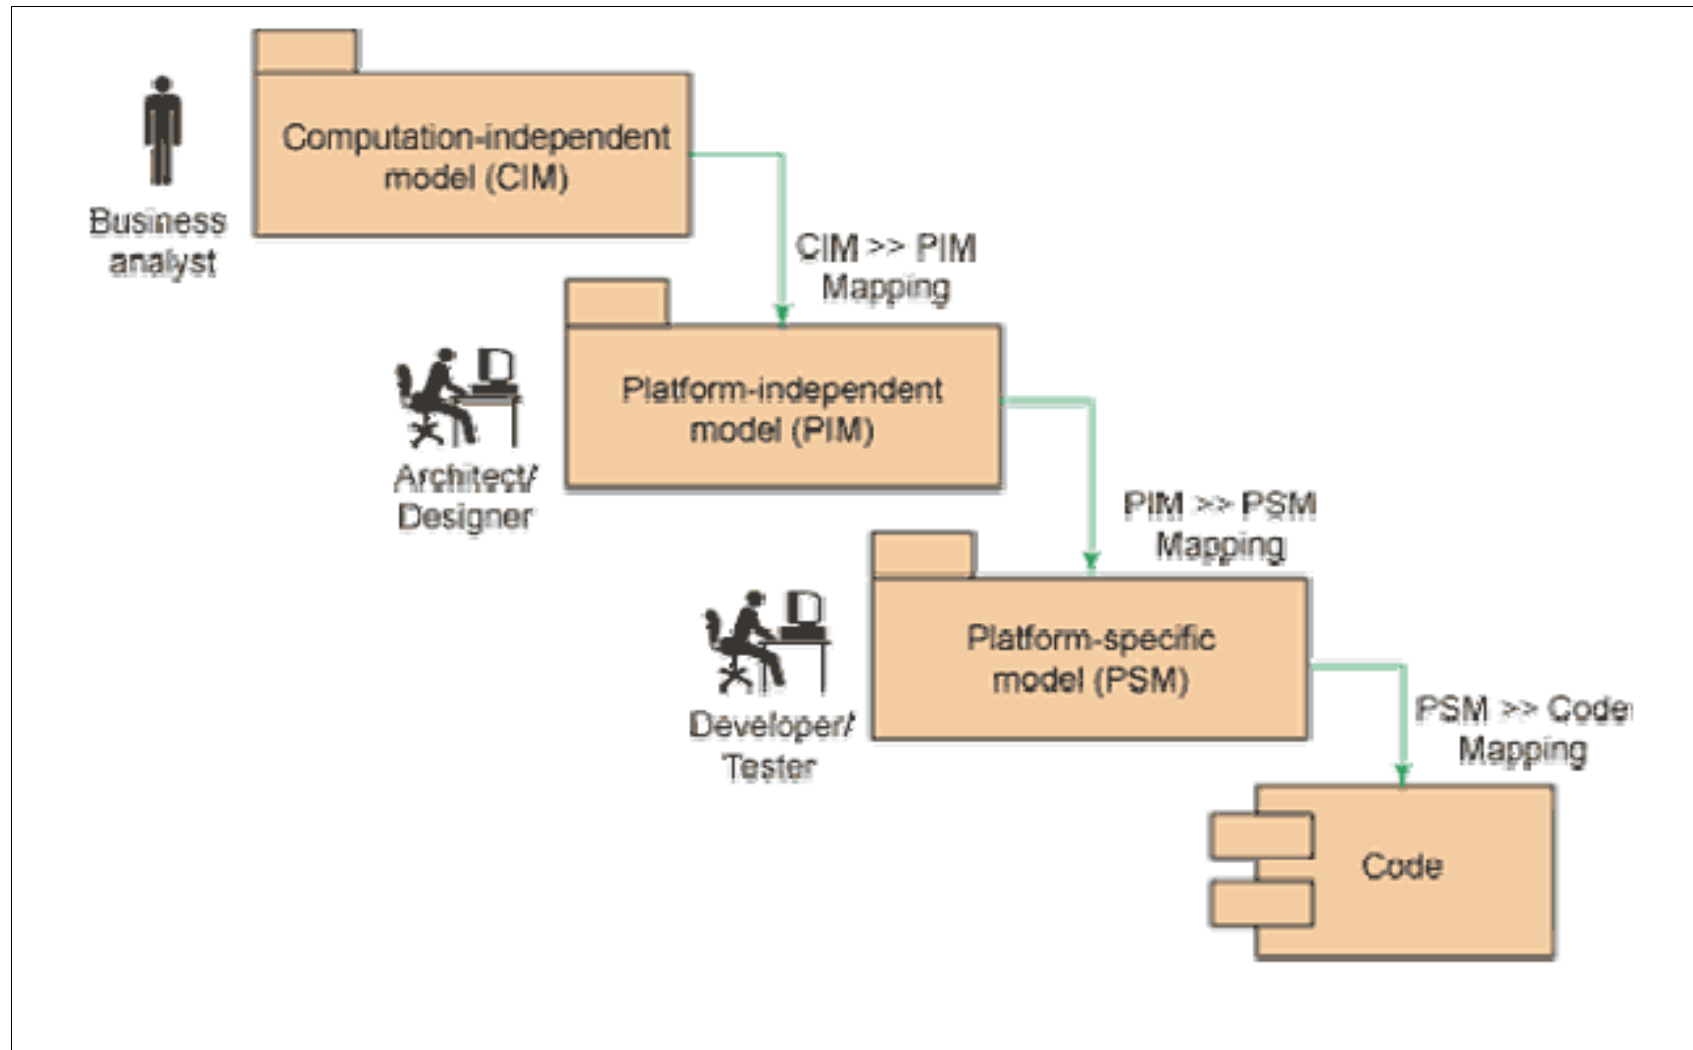 Computation-independent
model (CIM)
Business
analyst
CIM >> PIM
Mapping
Platform-independent
model (PIM)
Architect/
Designer
PIM >> PSM
Mapping
Platform-specific
model (PSM)
Developer/
Tester
PSM >> Code
Mapping
Code